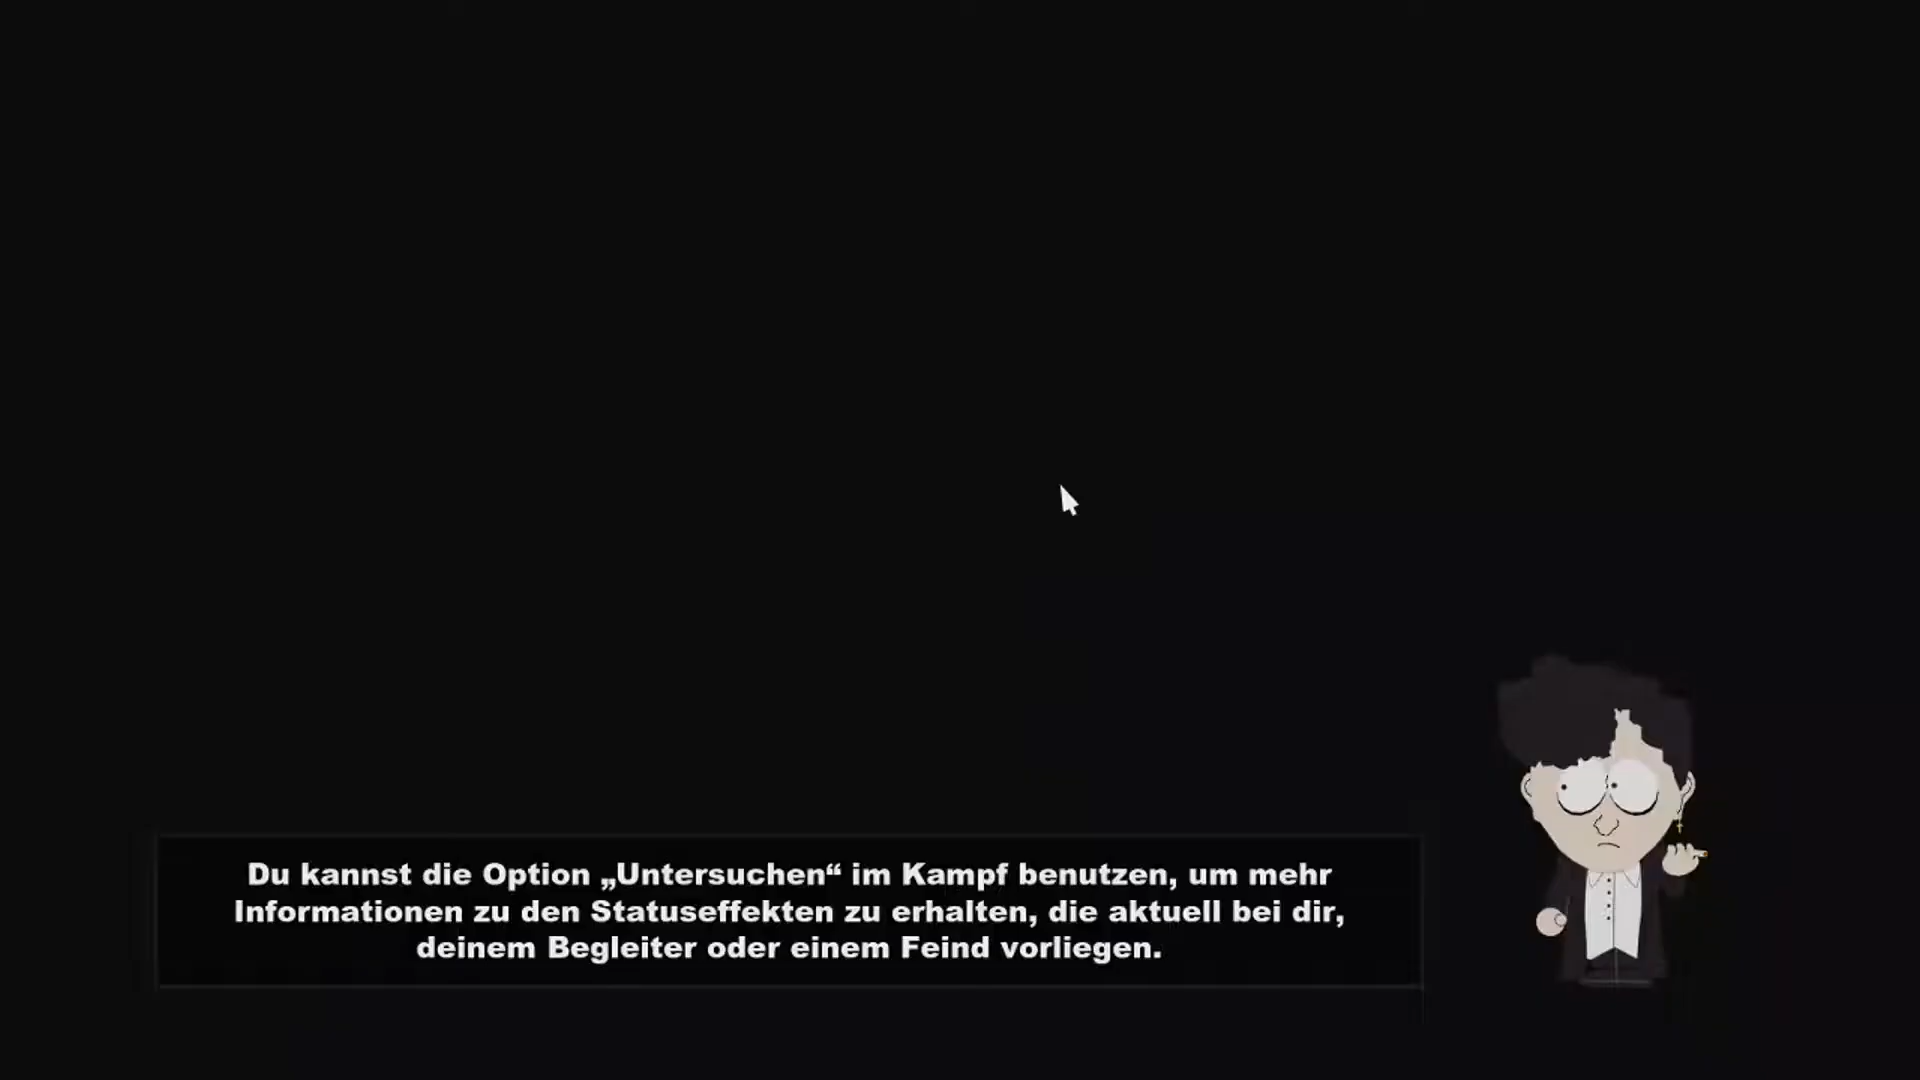 Du kannst die Option „Untersuchen“ im Kampf benutzen, um mehr
Informationen zu den Statuseffekten zu erhalten, die aktuell bei dir,
deinem Begleiter oder einem Feind vorliegen.